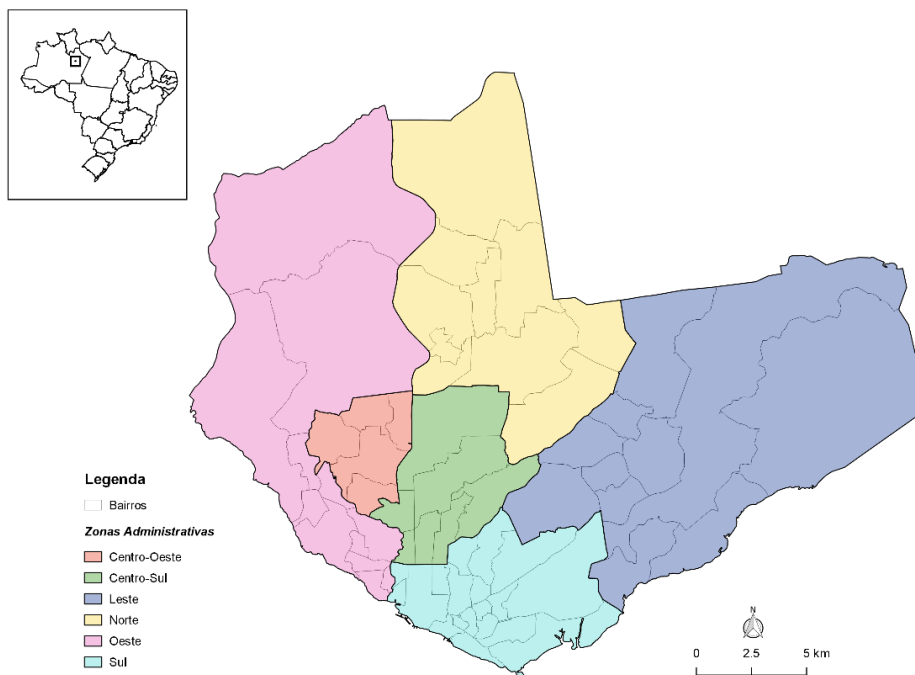 Legenda
Bairros
Zonas Administrativas
Centro-Oeste
Centro-Sul
Leste
Norte
Oeste
Sul
N
0 2.5 5 km